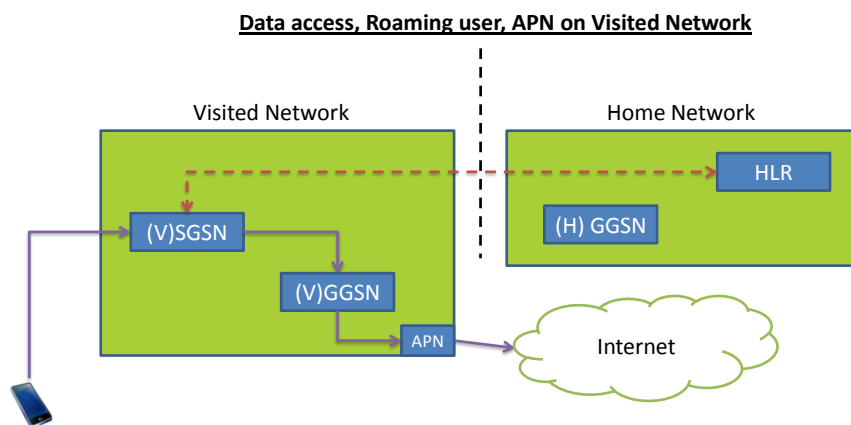 Data access, Roaming user, APN on Visited Network
Visited Network
Home Network
HLR
(V)SGSN
(H) GGSN
(V)GGSN
APN
Internet